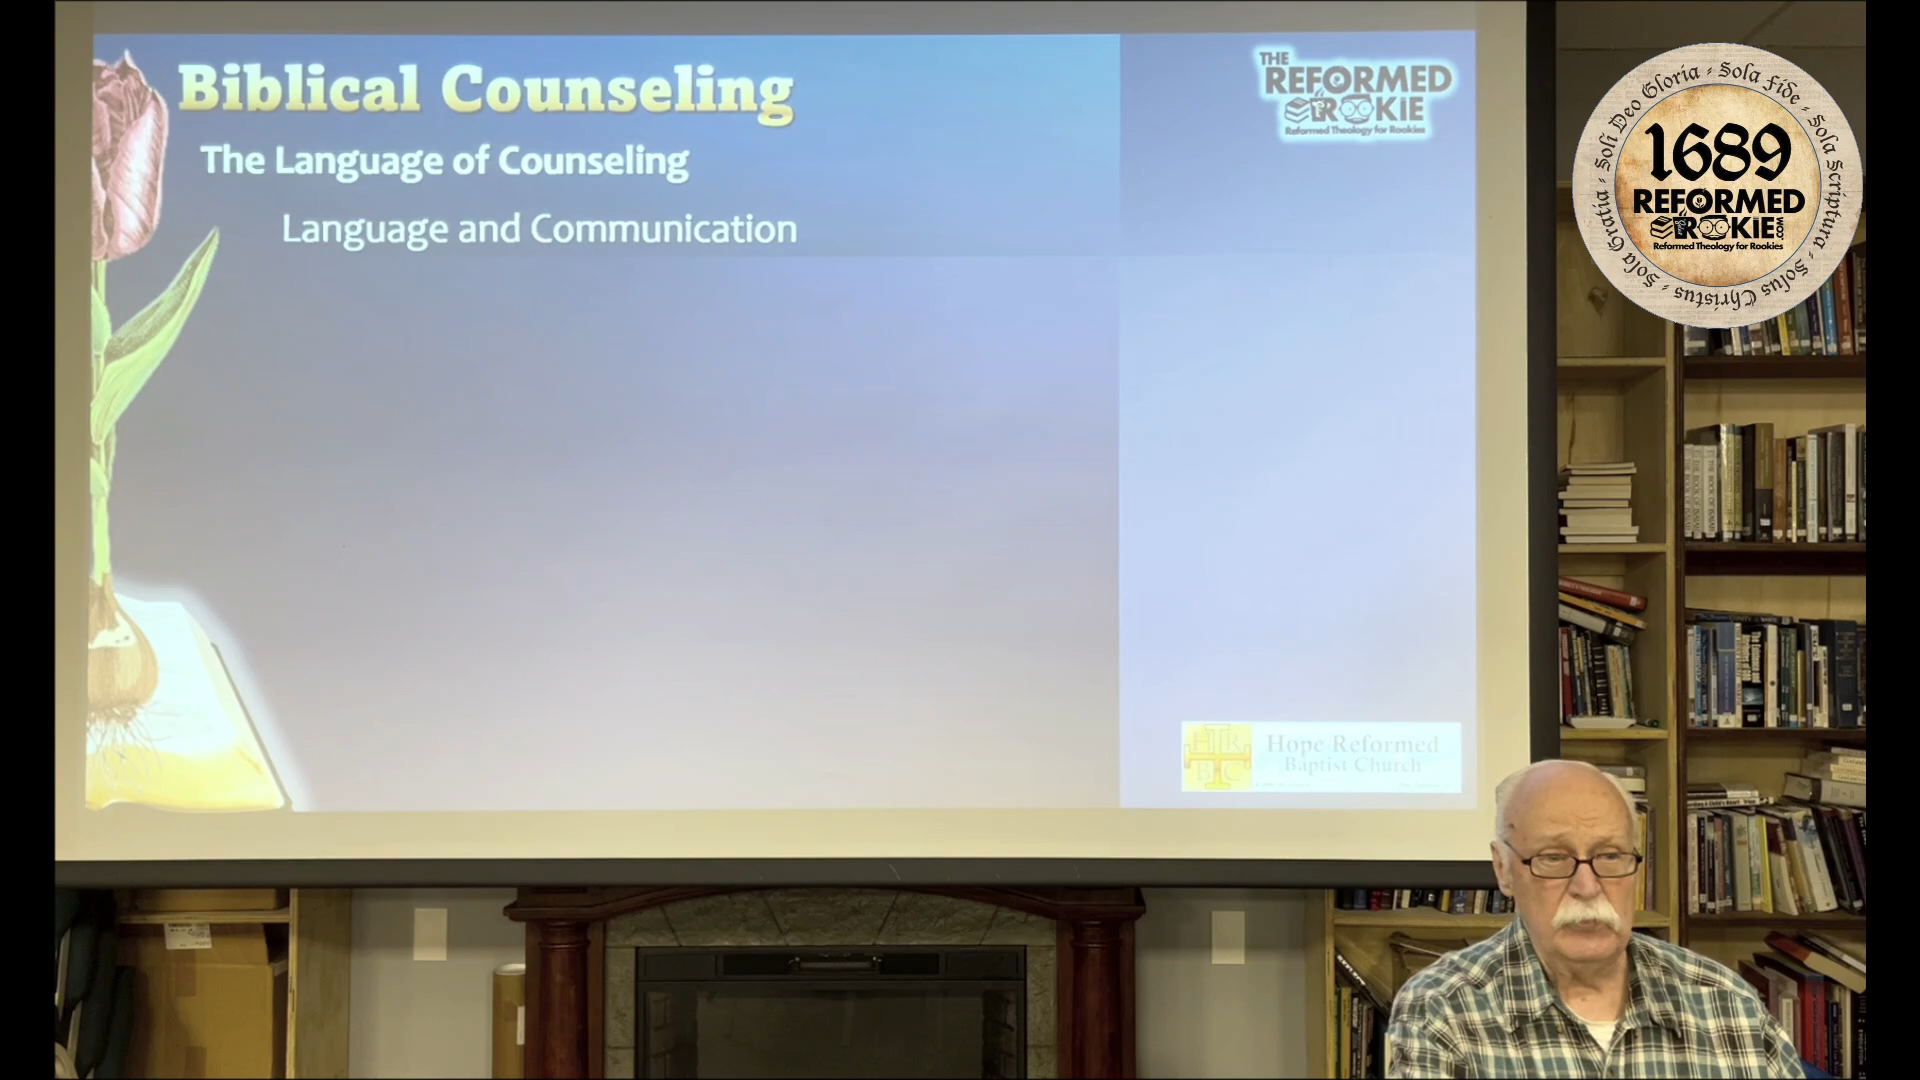 Biblical Counseling
The Language of Counseling
Language and Communication
THE
REFORMED
ROOKIE
Reformed Theology for Rookies
Hope Reformed
Baptist Church
Soli Deo Gloria - Sola Fide - Sola Scriptura - Solus Christus - Sola Gratia -
1689
REFORMED
ROOKIE.COM
Reformed Theology for Rookies